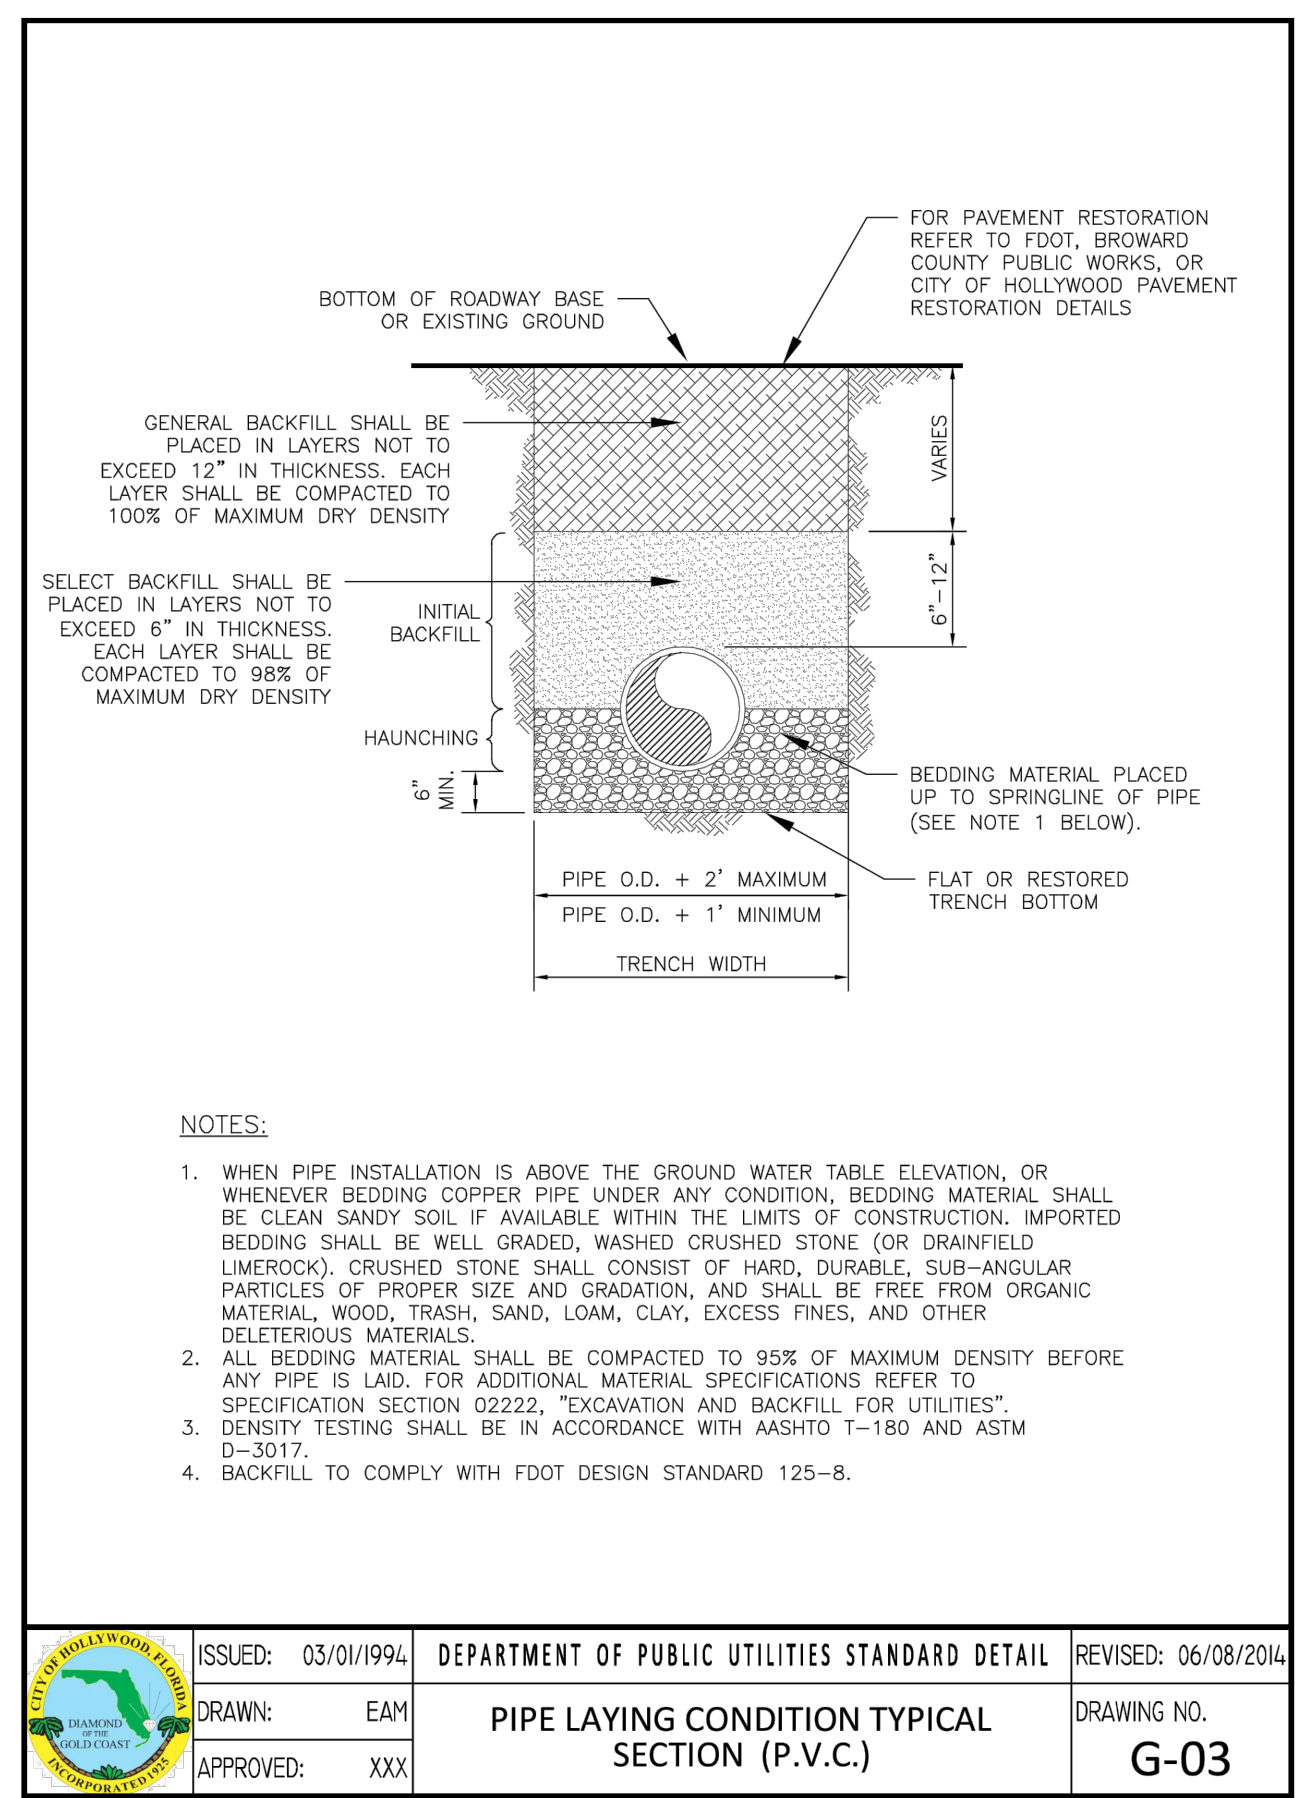 FOR PAVEMENT RESTORATION
REFER TO FDOT, BROWARD
COUNTY PUBLIC WORKS, OR
CITY OF HOLLYWOOD PAVEMENT
RESTORATION DETAILS
BOTTOM OF ROADWAY BASE
OR EXISTING GROUND
GENERAL BACKFILL SHALL BE
PLACED IN LAYERS NOT TO
EXCEED 12" IN THICKNESS. EACH
LAYER SHALL BE COMPACTED TO
100% OF MAXIMUM DRY DENSITY
VARIES
6"-12"
SELECT BACKFILL SHALL BE
PLACED IN LAYERS NOT TO
EXCEED 6" IN THICKNESS.
EACH LAYER SHALL BE
COMPACTED TO 98% OF
MAXIMUM DRY DENSITY
INITIAL
BACKFILL
HAUNCHING
6"
MIN.
BEDDING MATERIAL PLACED
UP TO SPRINGLINE OF PIPE
(SEE NOTE 1 BELOW).
FLAT OR RESTORED
TRENCH BOTTOM
PIPE O.D. + 2' MAXIMUM
PIPE O.D. + 1' MINIMUM
TRENCH WIDTH
NOTES:
1. WHEN PIPE INSTALLATION IS ABOVE THE GROUND WATER TABLE ELEVATION, OR
WHENEVER BEDDING COPPER PIPE UNDER ANY CONDITION, BEDDING MATERIAL SHALL
BE CLEAN SANDY SOIL IF AVAILABLE WITHIN THE LIMITS OF CONSTRUCTION. IMPORTED
BEDDING SHALL BE WELL GRADED, WASHED CRUSHED STONE (OR DRAINFIELD
LIMEROCK). CRUSHED STONE SHALL CONSIST OF HARD, DURABLE, SUB-ANGULAR
PARTICLES OF PROPER SIZE AND GRADATION, AND SHALL BE FREE FROM ORGANIC
MATERIAL, WOOD, TRASH, SAND, LOAM, CLAY, EXCESS FINES, AND OTHER
DELETERIOUS MATERIALS.
2. ALL BEDDING MATERIAL SHALL BE COMPACTED TO 95% OF MAXIMUM DENSITY BEFORE
ANY PIPE IS LAID. FOR ADDITIONAL MATERIAL SPECIFICATIONS REFER TO
SPECIFICATION SECTION 02222, "EXCAVATION AND BACKFILL FOR UTILITIES".
3. DENSITY TESTING SHALL BE IN ACCORDANCE WITH AASHTO T-180 AND ASTM
D-3017.
4. BACKFILL TO COMPLY WITH FDOT DESIGN STANDARD 125-8.
CITY OF HOLLYWOOD, FLORIDA
DIAMOND
OF THE
GOLD COAST
INCORPORATED 1925
ISSUED: 03/01/1994
DRAWN: EAM
APPROVED: XXX
DEPARTMENT OF PUBLIC UTILITIES STANDARD DETAIL
PIPE LAYING CONDITION TYPICAL
SECTION (P.V.C.)
REVISED: 06/08/2014
DRAWING NO.
G-03